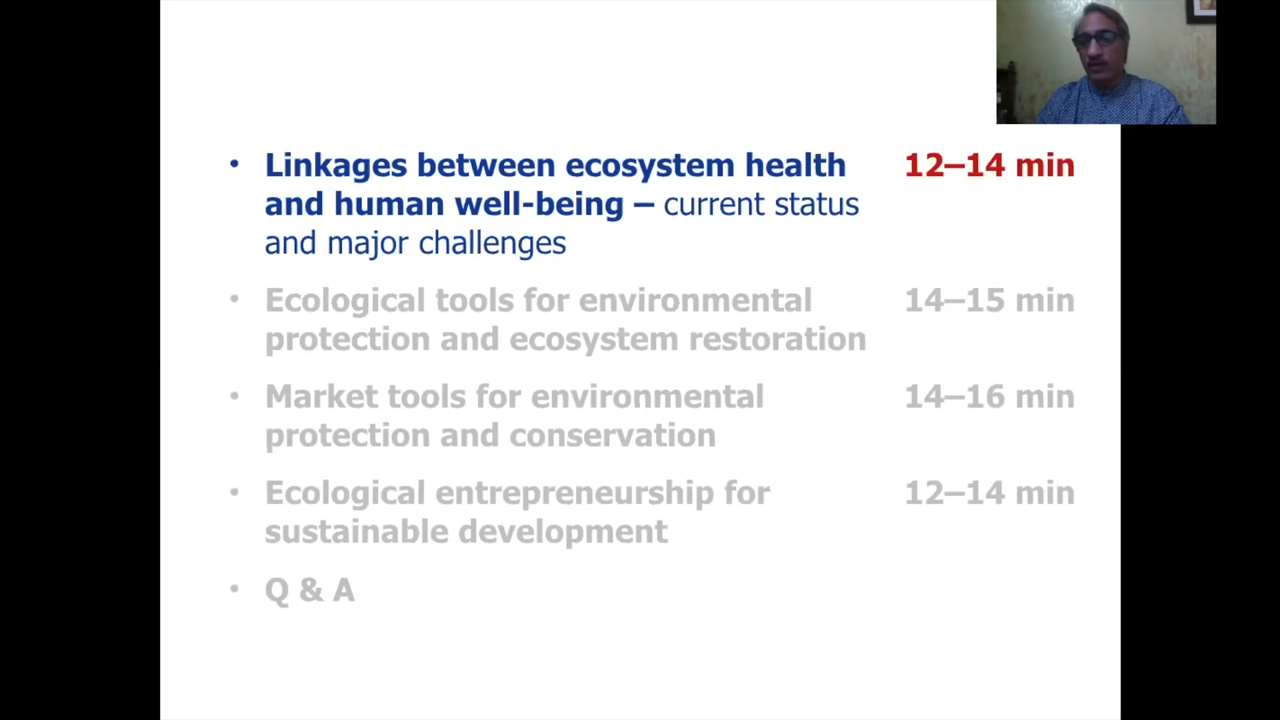 • Linkages between ecosystem health 12–14 min
and human well-being – current status
and major challenges
• Ecological tools for environmental 14–15 min
protection and ecosystem restoration
• Market tools for environmental 14–16 min
protection and conservation
• Ecological entrepreneurship for 12–14 min
sustainable development
• Q & A